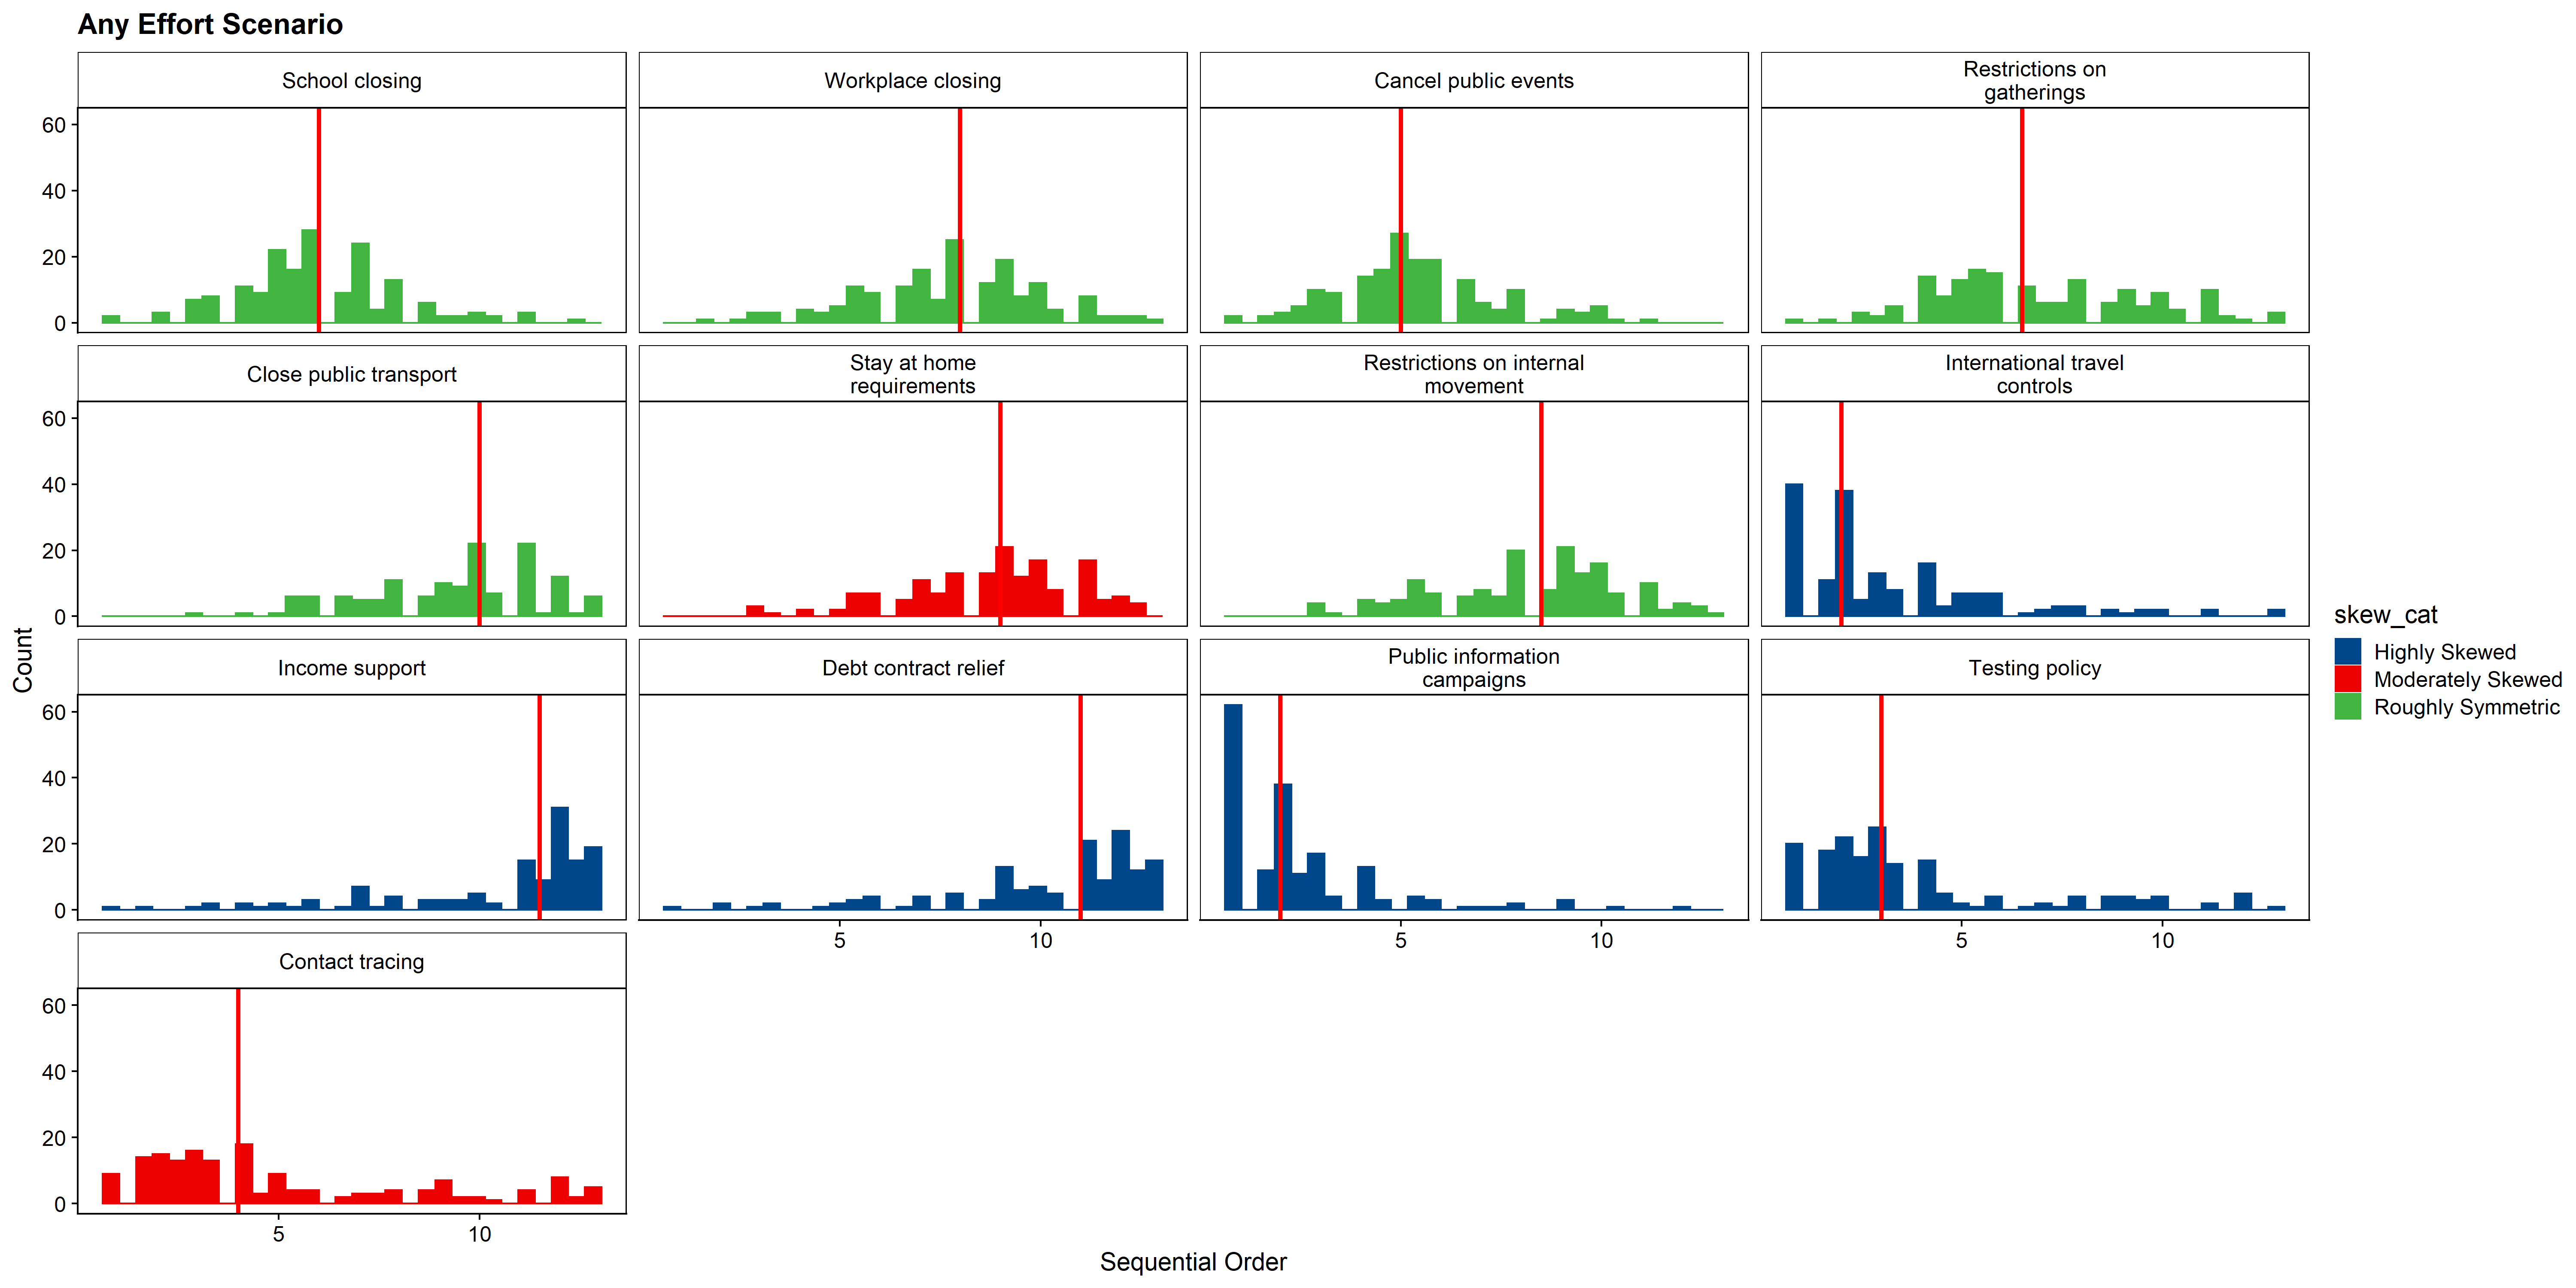 Any Effort Scenario
School closing
Workplace closing
Cancel public events
Restrictions on
gatherings
60
40
20
0
Close public transport
Stay at home
requirements
Restrictions on internal
movement
International travel
controls
60
40
20
0
Income support
Debt contract relief
Public information
campaigns
Testing policy
60
40
20
0
5
10
5
10
5
10
Contact tracing
60
40
20
0
5
10
Count
Sequential Order
skew_cat
Highly Skewed
Moderately Skewed
Roughly Symmetric